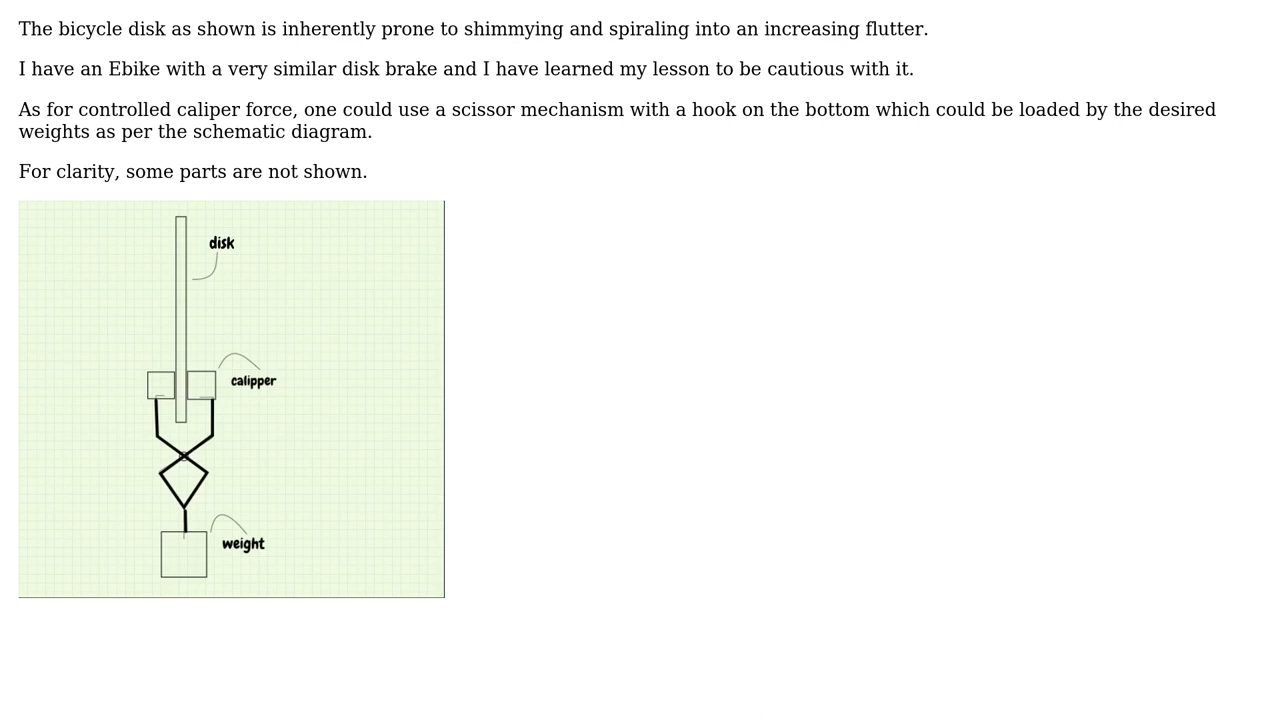 The bicycle disk as shown is inherently prone to shimmying and spiraling into an increasing flutter.
I have an Ebike with a very similar disk brake and I have learned my lesson to be cautious with it.
As for controlled caliper force, one could use a scissor mechanism with a hook on the bottom which could be loaded by the desired
weights as per the schematic diagram.
For clarity, some parts are not shown.
disk
calipper
weight